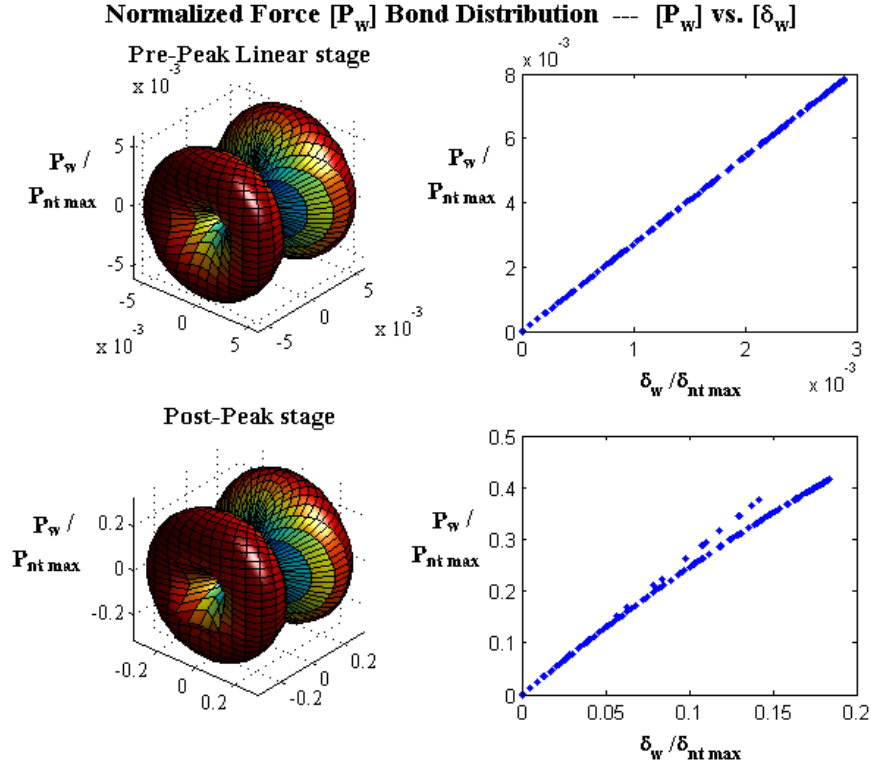 Normalized Force [Pw] Bond Distribution --- [Pw] vs. [δw]
Pre-Peak Linear stage
x 10-3
Pw /
Pnt max
5
0
-5
-5
0
5
x 10-3
-5
0
5
x 10-3
x 10-3
Pw /
Pnt max
8
6
4
2
0
0
1
2
3
δw /δnt max
x 10-3
Post-Peak stage
Pw /
Pnt max
0.2
0
-0.2
-0.2
0
0.2
-0.2
0
0.2
Pw /
Pnt max
0.5
0.4
0.3
0.2
0.1
0
0
0.05
0.1
0.15
0.2
δw /δnt max